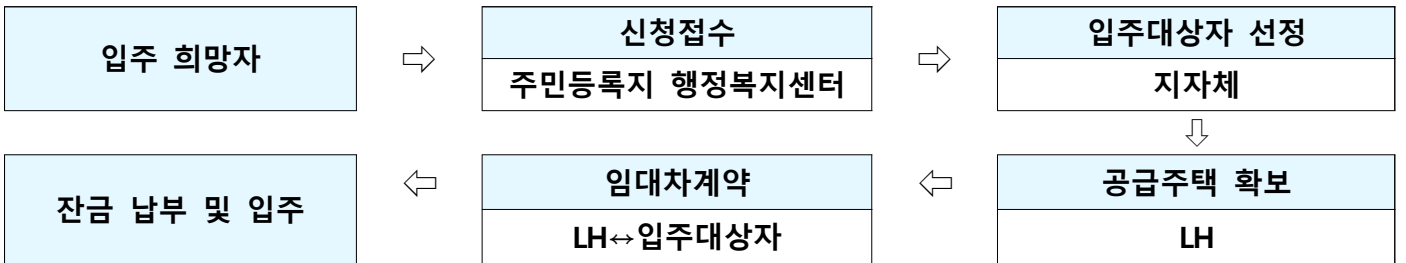 입주 희망자
⇨
신청접수
주민등록지 행정복지센터
⇨
입주대상자 선정
지자체
⇩
공급주택 확보
LH
⇦
임대차계약
LH↔입주대상자
⇦
잔금 납부 및 입주